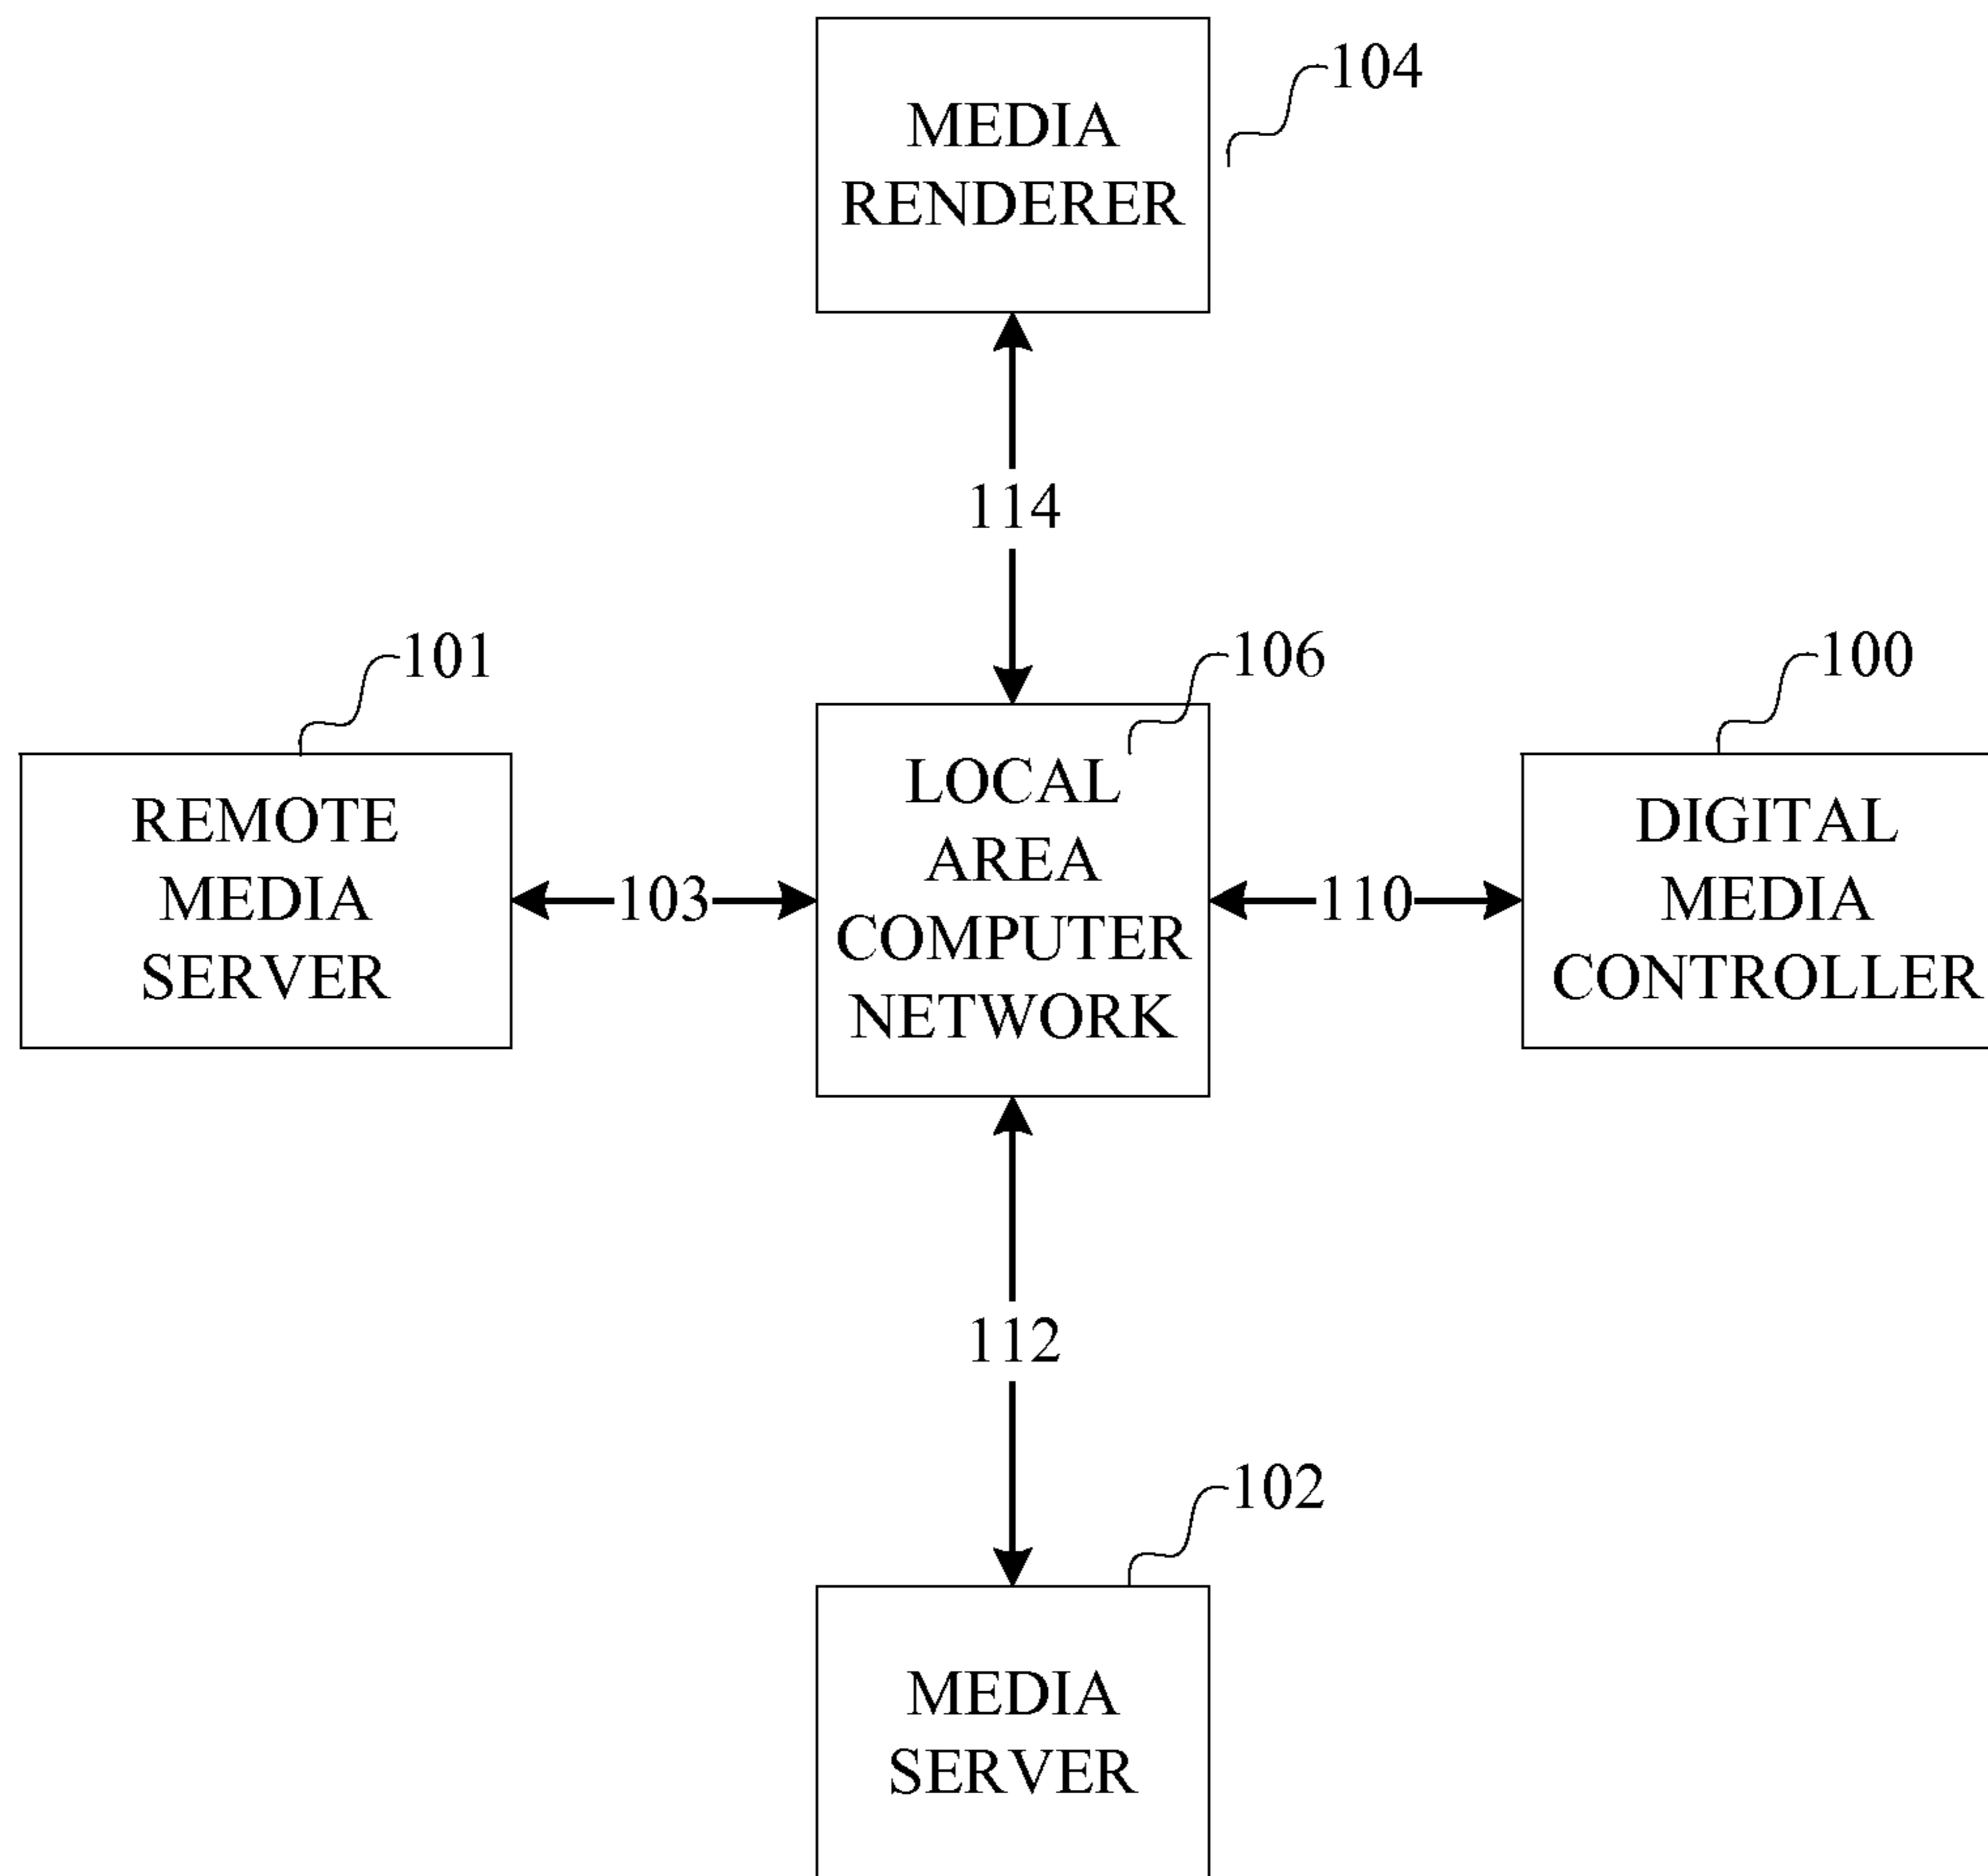 104
MEDIA
RENDERER
114
101
106
100
REMOTE
MEDIA
SERVER
103
LOCAL
AREA
COMPUTER
NETWORK
110
DIGITAL
MEDIA
CONTROLLER
112
102
MEDIA
SERVER